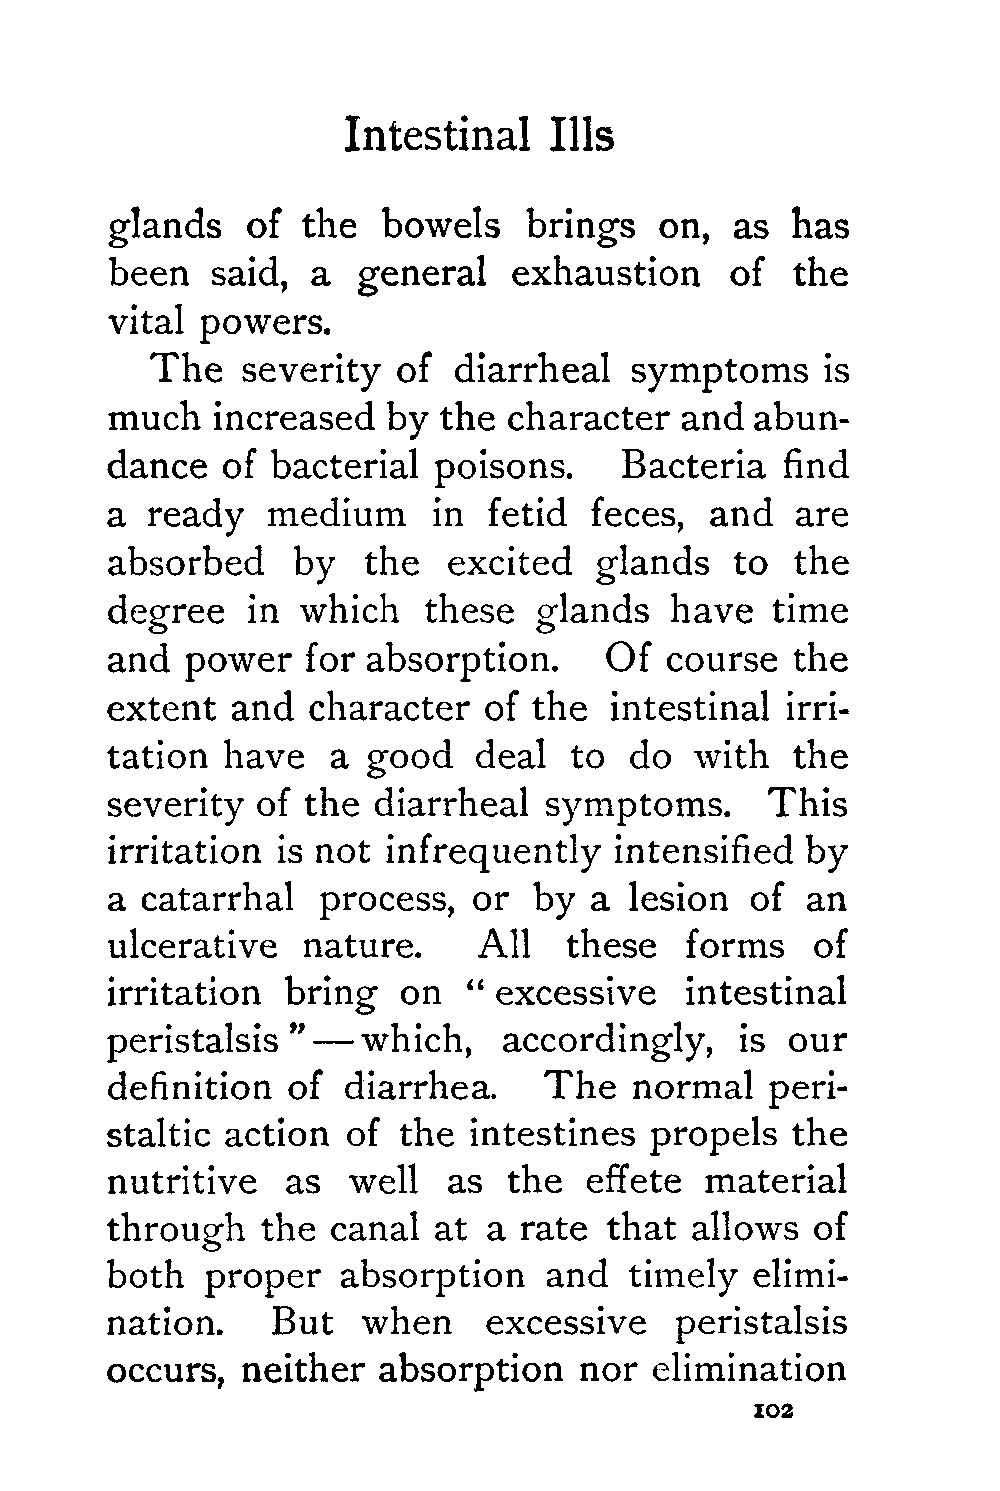 Intestinal Ills
glands of the bowels brings on, as has
been said, a general exhaustion of the
vital powers.
The severity of diarrheal symptoms is
much increased by the character and abun-
dance of bacterial poisons. Bacteria find
a ready medium in fetid feces, and are
absorbed by the excited glands to the
degree in which these glands have time
and power for absorption. Of course the
extent and character of the intestinal irri-
tation have a good deal to do with the
severity of the diarrheal symptoms. This
irritation is not infrequently intensified by
a catarrhal process, or by a lesion of an
ulcerative nature. All these forms of
irritation bring on “ excessive intestinal
peristalsis ”—which, accordingly, is our
definition of diarrhea. The normal peri-
staltic action of the intestines propels the
nutritive as well as the effete material
through the canal at a rate that allows of
both proper absorption and timely elimi-
nation. But when excessive peristalsis
occurs, neither absorption nor elimination
102